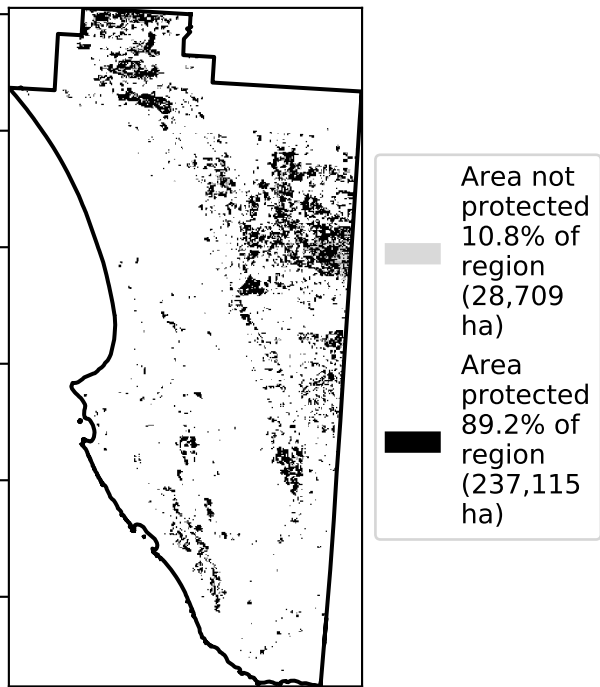 Area not
protected
10.8% of
region
(28,709
ha)
Area
protected
89.2% of
region
(237,115
ha)